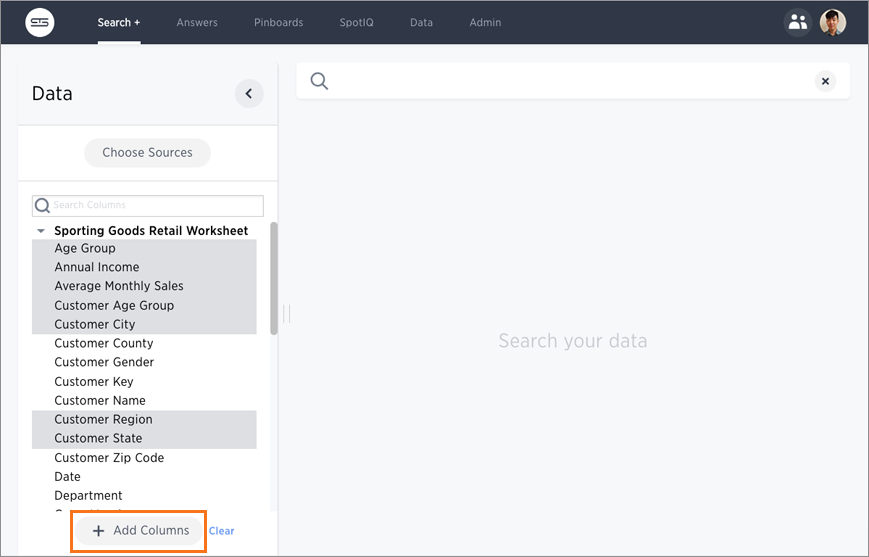 Search +
Answers
Pinboards
SpotIQ
Data
Admin
Data
Choose Sources
Search Columns
Sporting Goods Retail Worksheet
Age Group
Annual Income
Average Monthly Sales
Customer Age Group
Customer City
Customer County
Customer Gender
Customer Key
Customer Name
Customer Region
Customer State
Customer Zip Code
Date
Department
+ Add Columns
Clear
Search your data